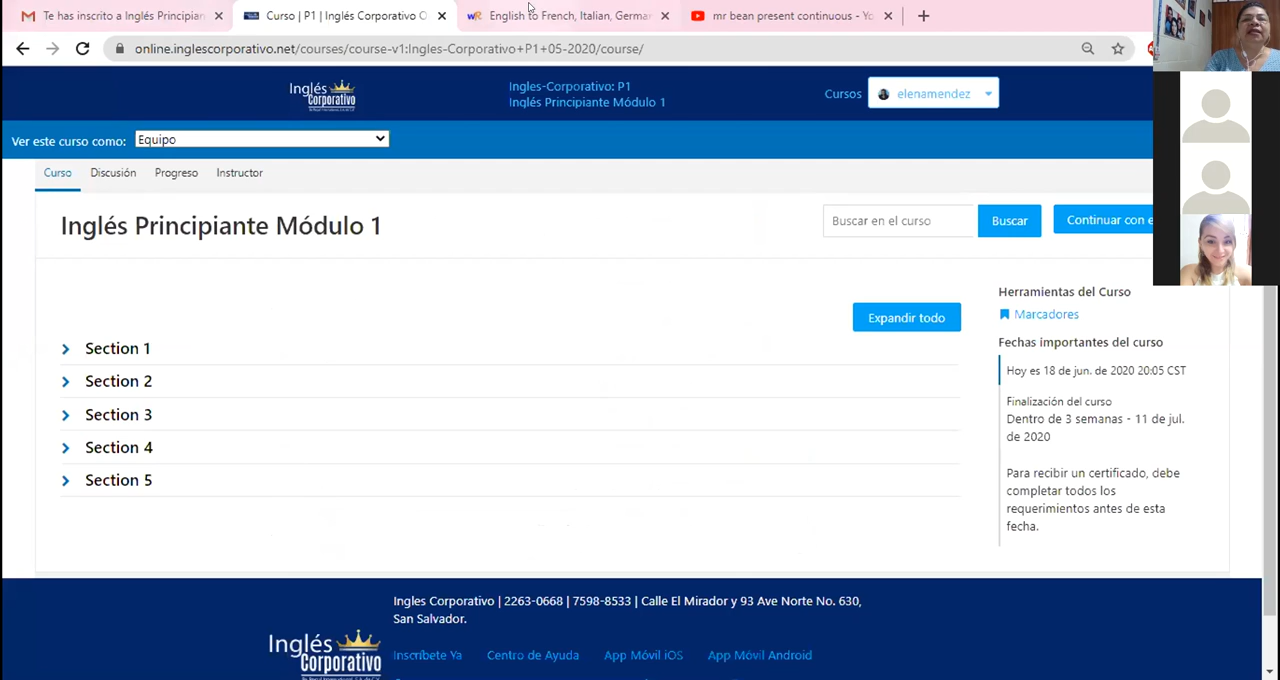 Te has inscrito a Inglés Principian
Curso | P1 | Inglés Corporativo O
English to French, Italian, Germa
mr bean present continuous - Yo
online.inglescorporativo.net/courses/course-v1:Ingles-Corporativo+P1+05-2020/course/
Inglés
Corporativo
Ingles-Corporativo: P1
Inglés Principiante Módulo 1
Cursos
elenamendez
Ver este curso como:
Equipo
Curso
Discusión
Progreso
Instructor
Inglés Principiante Módulo 1
Buscar en el curso
Buscar
Continuar con e
Expandir todo
Section 1
Section 2
Section 3
Section 4
Section 5
Herramientas del Curso
Marcadores
Fechas importantes del curso
Hoy es 18 de jun. de 2020 20:05 CST
Finalización del curso
Dentro de 3 semanas - 11 de jul.
de 2020
Para recibir un certificado, debe
completar todos los
requerimientos antes de esta
fecha.
Inglés
Corporativo
Ingles Corporativo | 2263-0668 | 7598-8533 | Calle El Mirador y 93 Ave Norte No. 630,
San Salvador.
Inscríbete Ya
Centro de Ayuda
App Móvil iOS
App Móvil Android